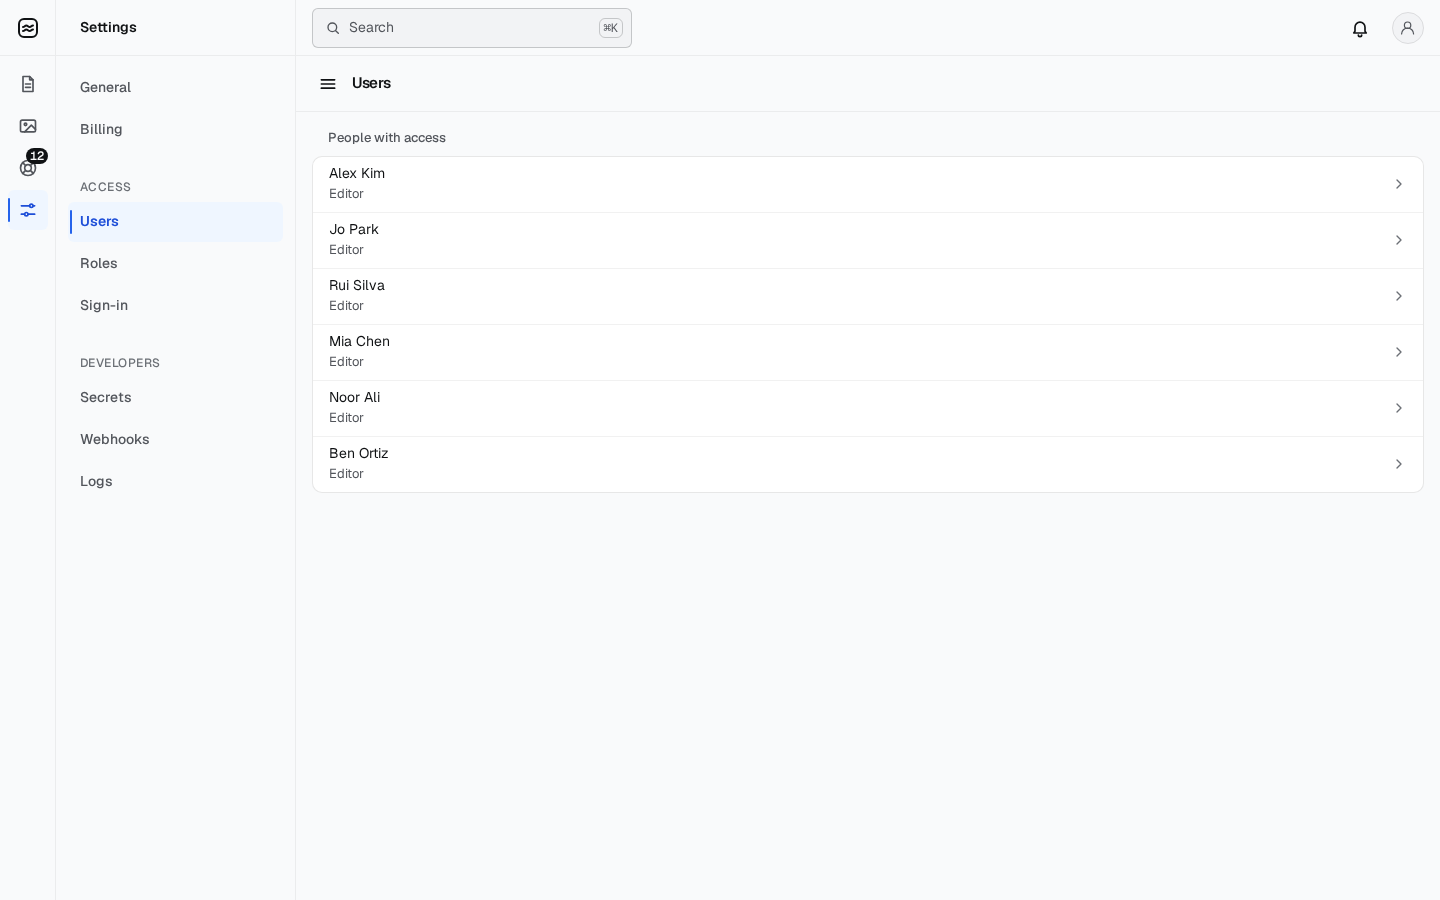 Settings
Search
⌘K
General
Billing
12
ACCESS
Users
Roles
Sign-in
DEVELOPERS
Secrets
Webhooks
Logs
Users
People with access
Alex Kim
Editor
Jo Park
Editor
Rui Silva
Editor
Mia Chen
Editor
Noor Ali
Editor
Ben Ortiz
Editor